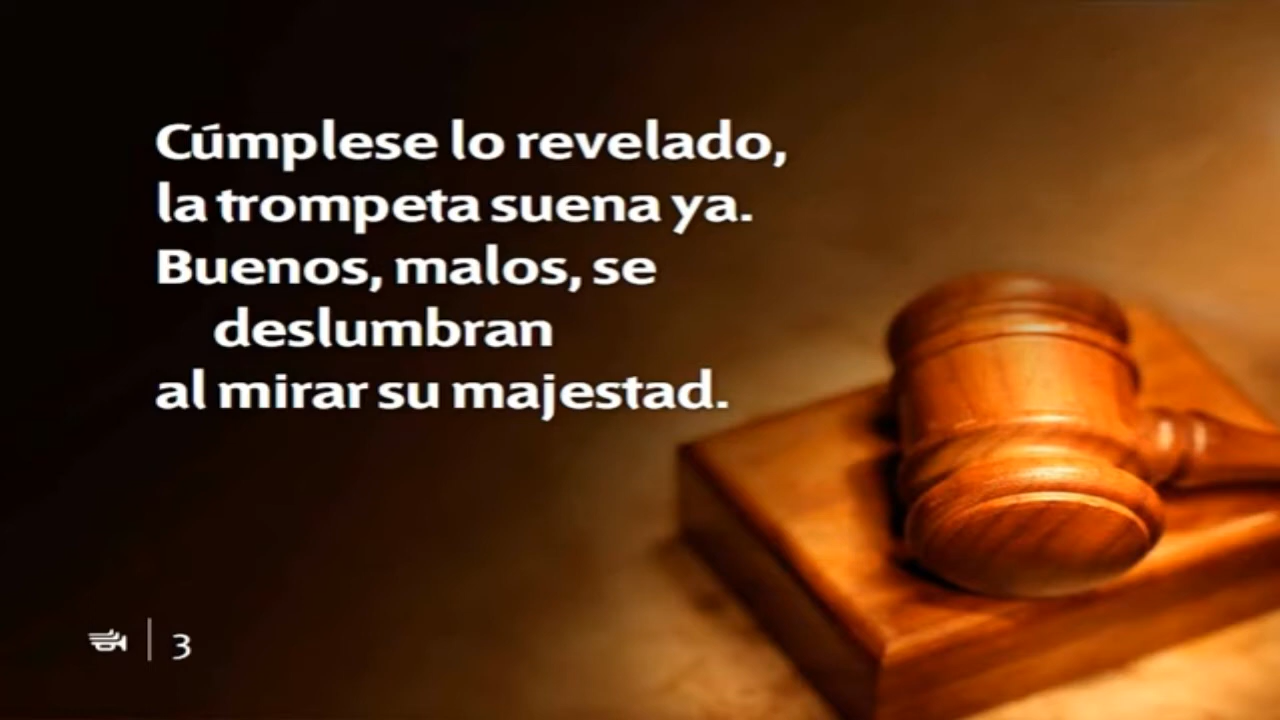 Cúmplese lo revelado,
la trompeta suena ya.
Buenos, malos, se
deslumbran
al mirar su majestad.
3